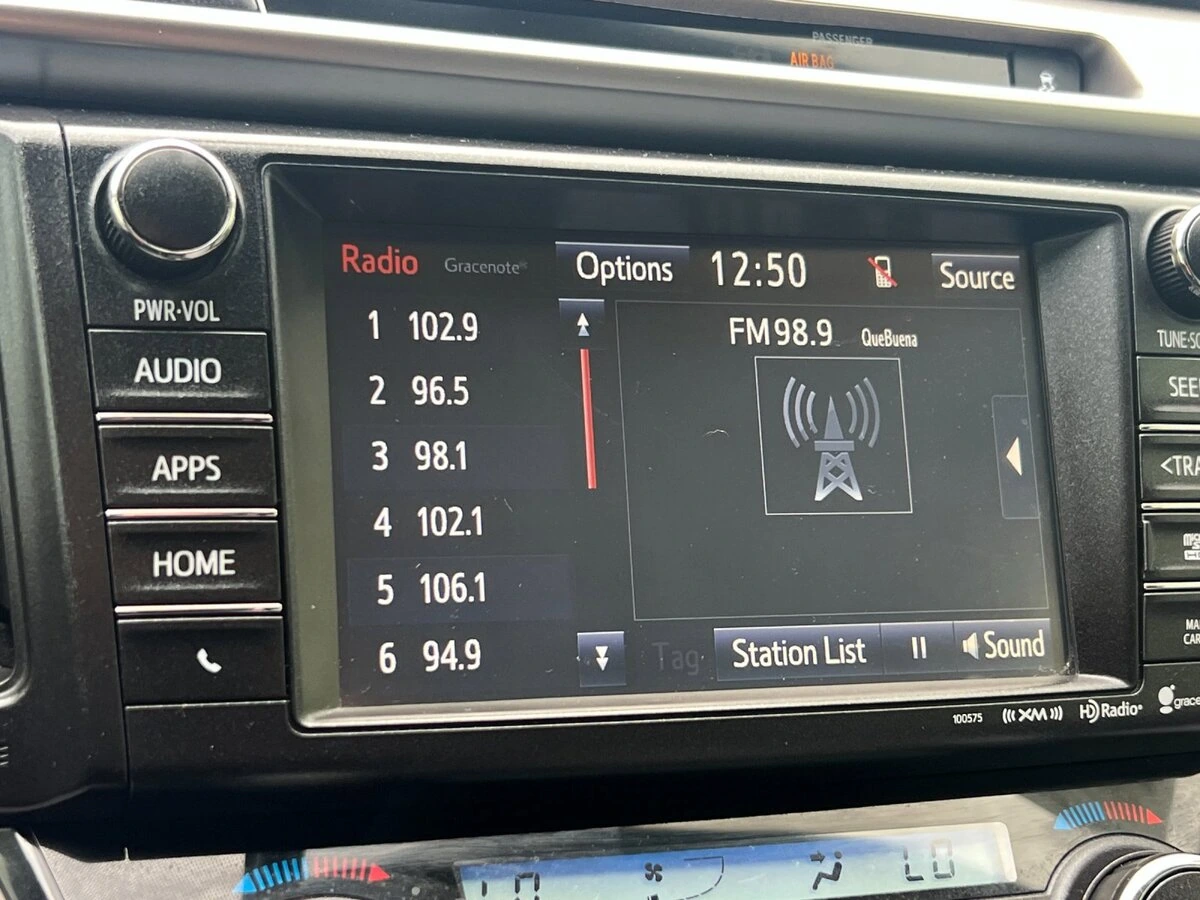 PASSENGER
AIR BAG
Radio Gracenote Options 12:50 Source
1 102.9
2 96.5
3 98.1
4 102.1
5 106.1
6 94.9
FM98.9 QueBuena
Tag Station List Sound
PWR·VOL
AUDIO
APPS
HOME
100575 XM HD Radio
LO